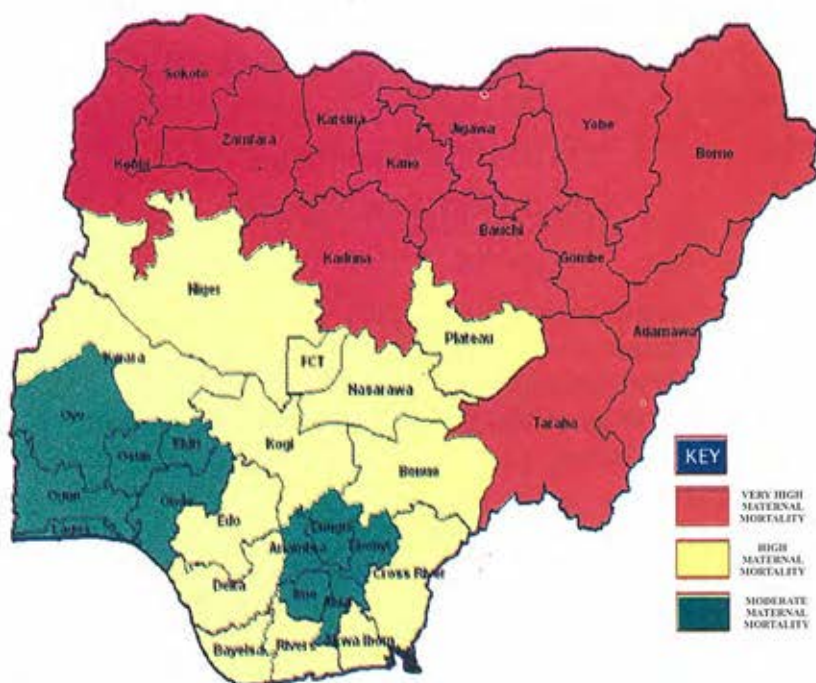 Sokoto
Katsina
Zamfara
Kebbi
Kano
Jigawa
Yobe
Borno
Bauchi
Gombe
Kaduna
Adamawa
Niger
Plateau
FCT
Kwara
Nasarawa
Taraba
Oyo
Osun
Ekiti
Kogi
Benue
Ogun
Ondo
Lagos
Edo
Enugu
Anambra
Ebonyi
Imo
Abia
Cross River
Delta
Bayelsa
Rivers
Akwa Ibom
KEY
VERY HIGH
MATERNAL
MORTALITY
HIGH
MATERNAL
MORTALITY
MODERATE
MATERNAL
MORTALITY